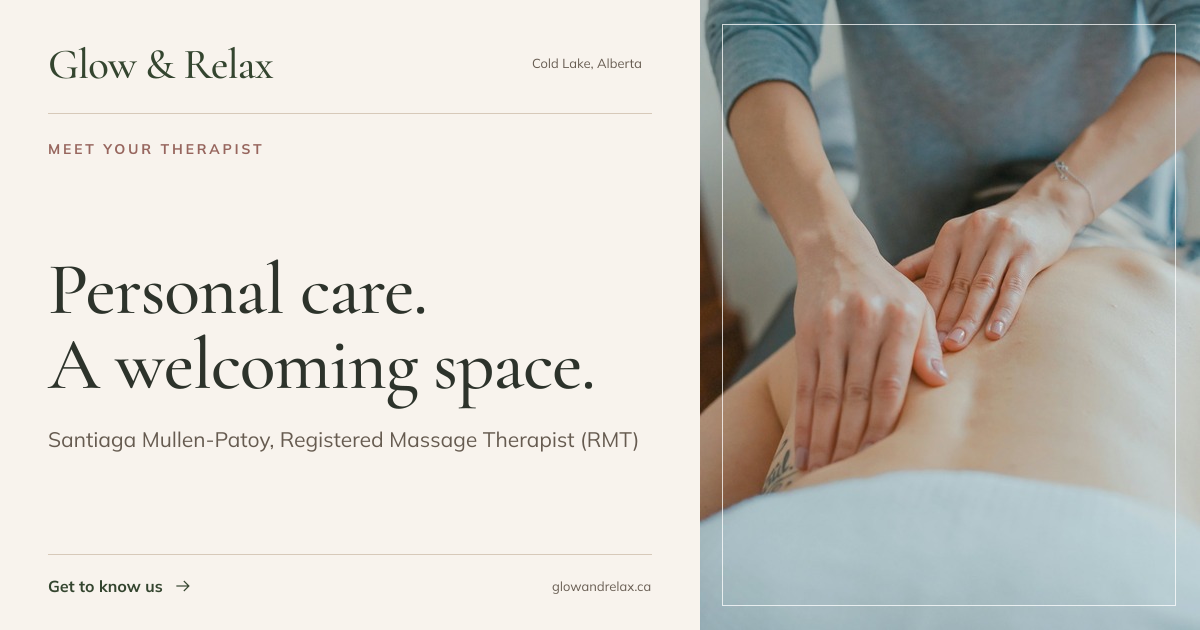 Glow & Relax
Cold Lake, Alberta
MEET YOUR THERAPIST
Personal care.
A welcoming space.
Santiaga Mullen-Patoy, Registered Massage Therapist (RMT)
Get to know us →
glowandrelax.ca